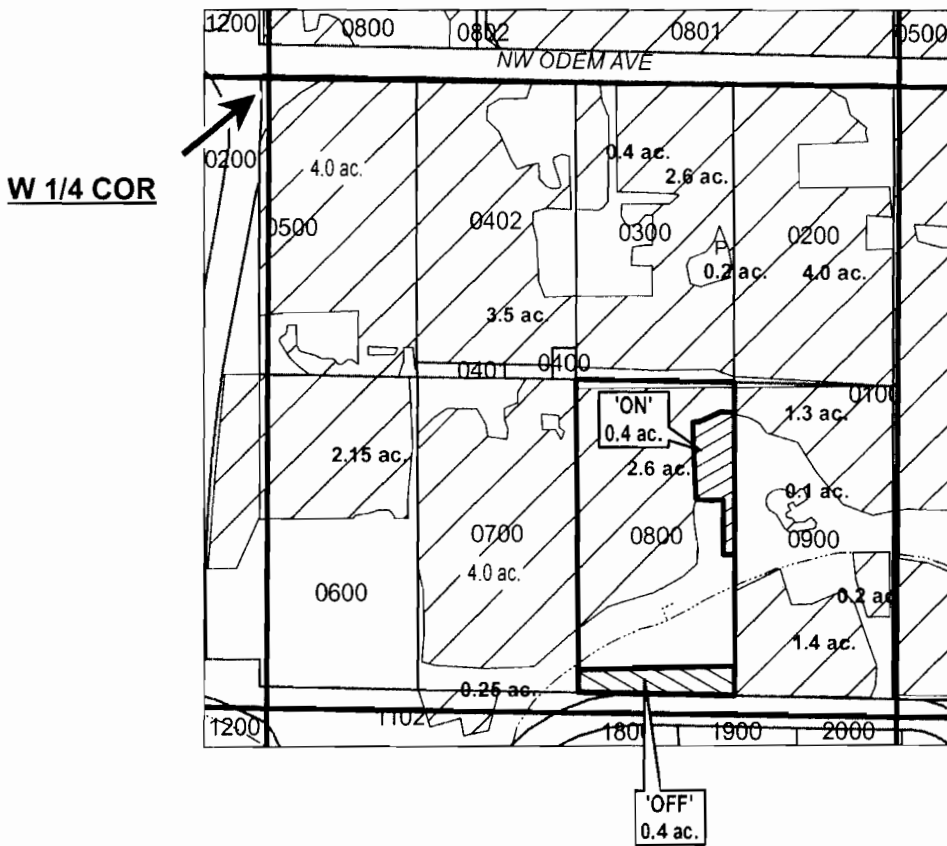 1200
0800
0802
0801
0500
NW ODEM AVE
W 1/4 COR
0200
4.0 ac.
0500
0402
3.5 ac.
0.4 ac.
2.6 ac.
0300
P
0.2 ac.
0200
4.0 ac.
0401
0400
0100
'ON'
0.4 ac.
2.6 ac.
1.3 ac.
2.15 ac.
0.1 ac.
0700
4.0 ac.
0800
0900
0600
0.2 ac
1.4 ac.
0.25 ac.
1200
1102
1800
1900
2000
'OFF'
0.4 ac.